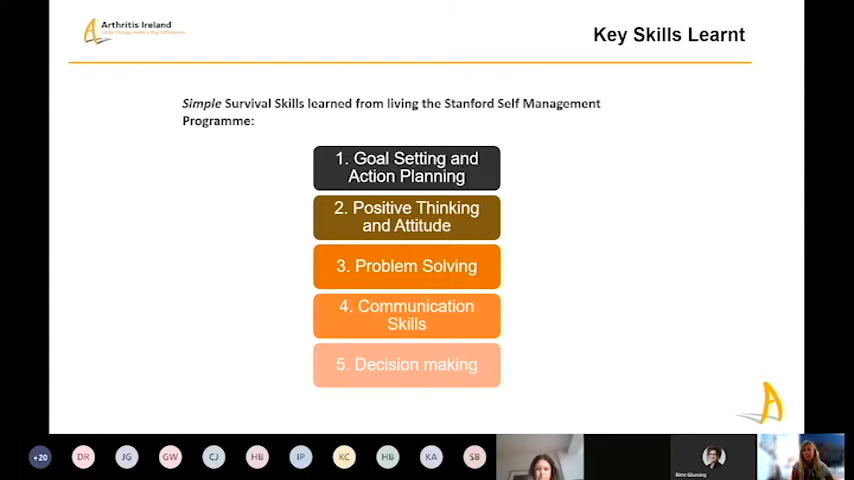 Arthritis Ireland
Key Skills Learnt
Simple Survival Skills learned from living the Stanford Self Management
Programme:
1. Goal Setting and
Action Planning
2. Positive Thinking
and Attitude
3. Problem Solving
4. Communication
Skills
5. Decision making
+20
DR
JG
GW
CJ
HB
IP
KC
HB
KA
SB